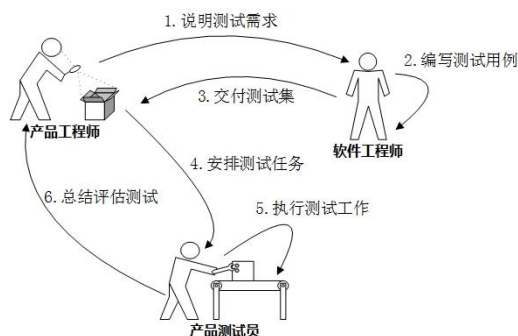 1.说明测试需求
2.编写测试用例
3.交付测试集
产品工程师
软件工程师
4.安排测试任务
6.总结评估测试
5.执行测试工作
产品测试员